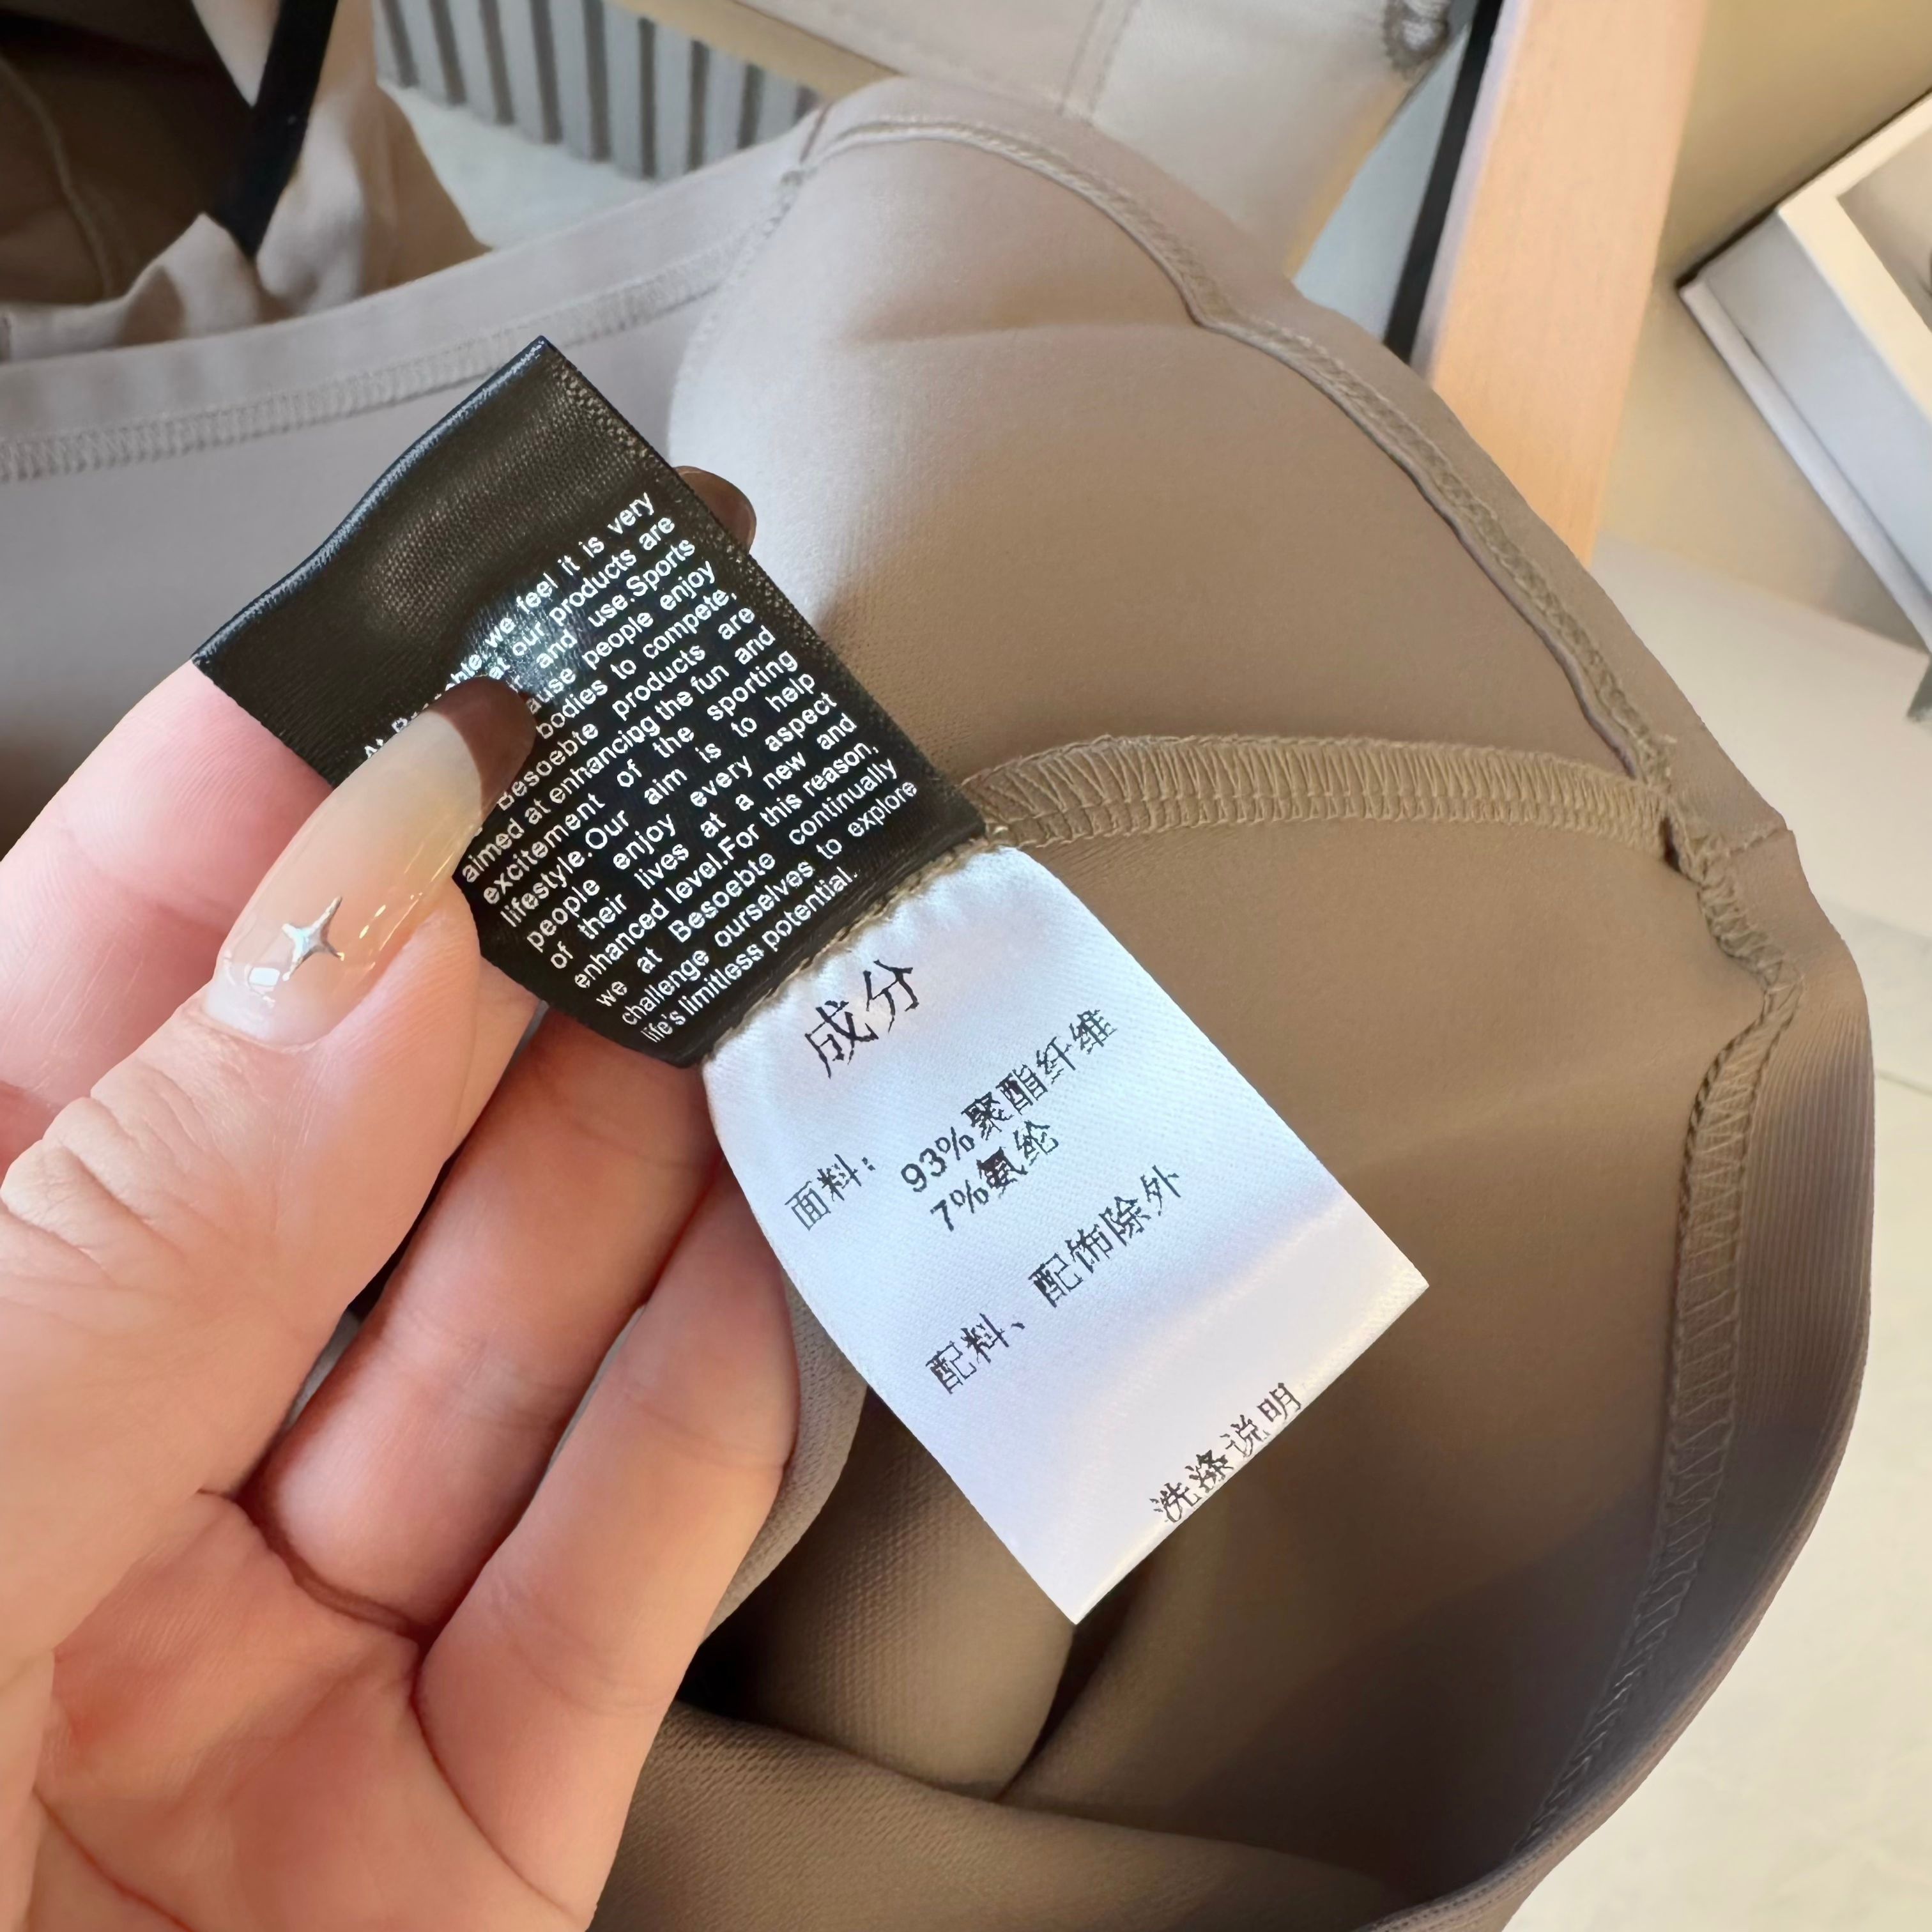 we feel it is very
our products are
and use.Sports
people enjoy
bodies to compete,
Besoebte products are
aimed at enhancing the fun and
excitement of the sporting
lifestyle.Our aim is to help
people enjoy every aspect
of their lives at a new and
enhanced level.For this reason,
we at Besoebte continually
challenge ourselves to explore
life's limitless potential.
成分
面料： 93%聚酯纤维
7%氨纶
配料、配饰除外
洗涤说明